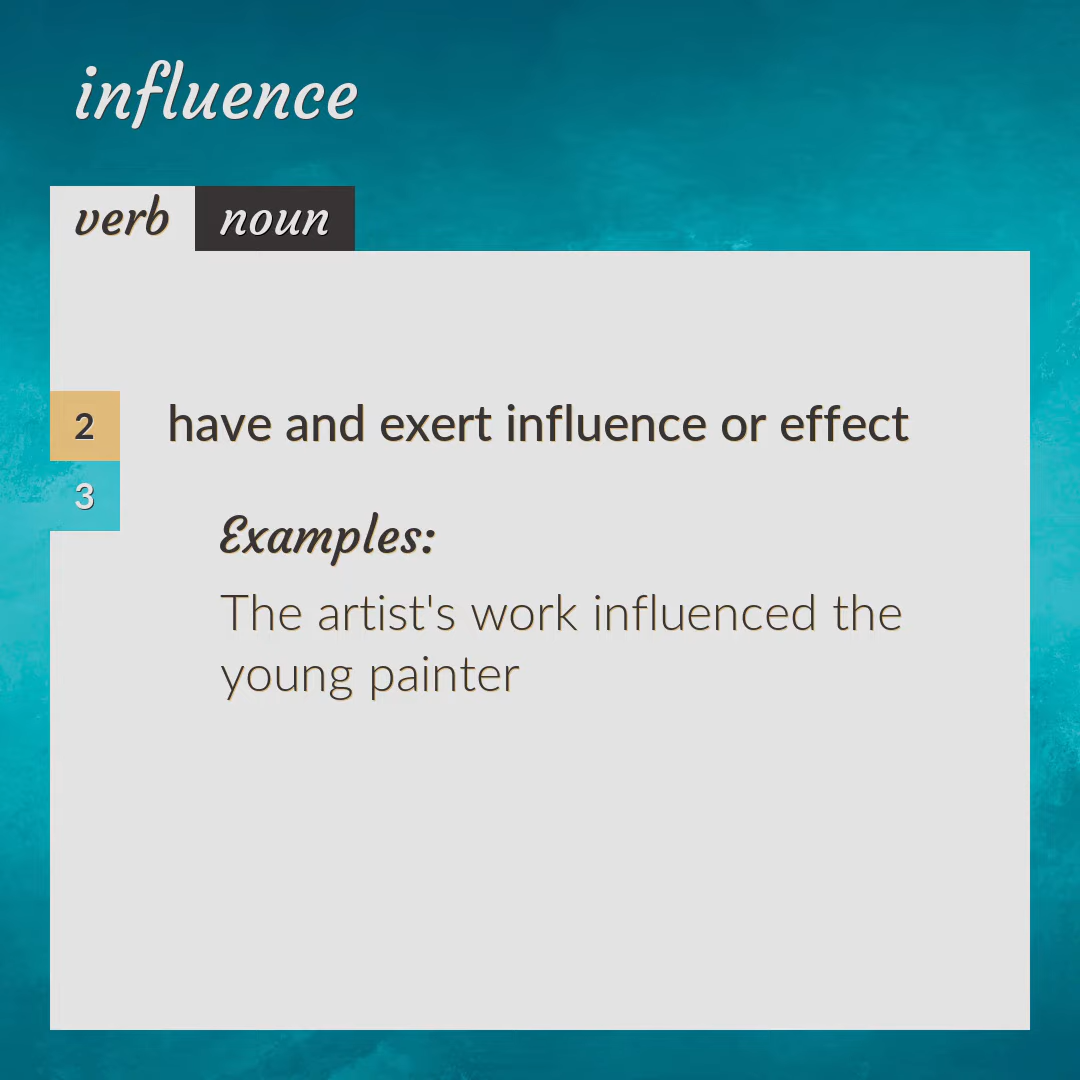 influence
verb noun
2 have and exert influence or effect
3
Examples:
The artist's work influenced the
young painter